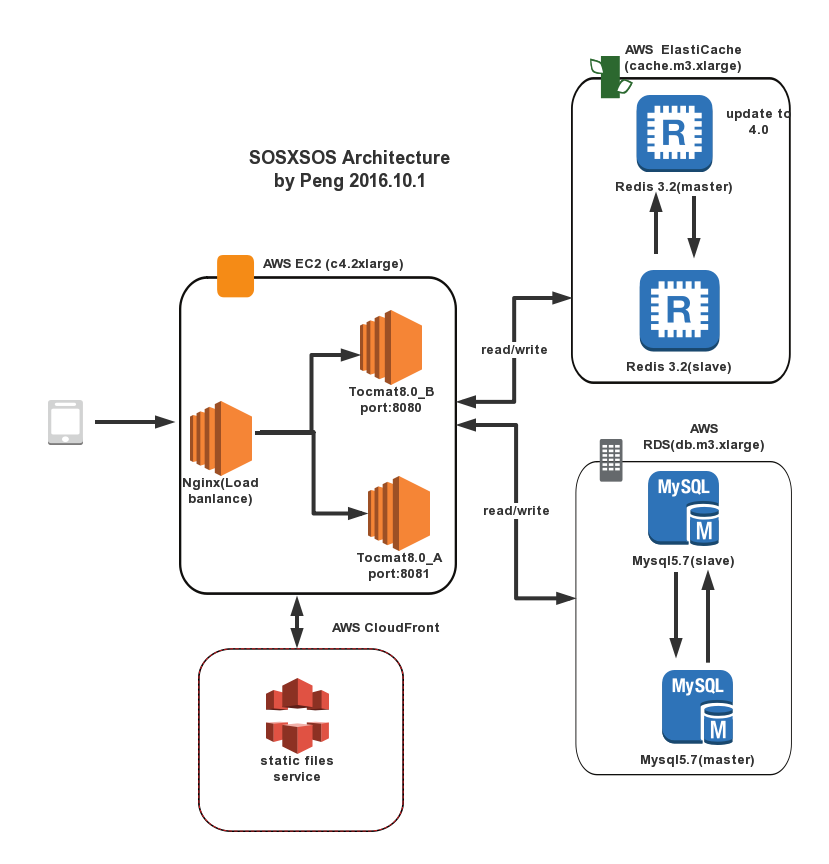 AWS ElastiCache
(cache.m3.xlarge)
R
update to
4.0
Redis 3.2(master)
R
Redis 3.2(slave)
SOSXSOS Architecture
by Peng 2016.10.1
AWS EC2 (c4.2xlarge)
Tocmat8.0_B
port:8080
Nginx(Load
banlance)
Tocmat8.0_A
port:8081
read/write
read/write
AWS
RDS(db.m3.xlarge)
MySQL
M
Mysql5.7(slave)
MySQL
M
Mysql5.7(master)
AWS CloudFront
static files
service